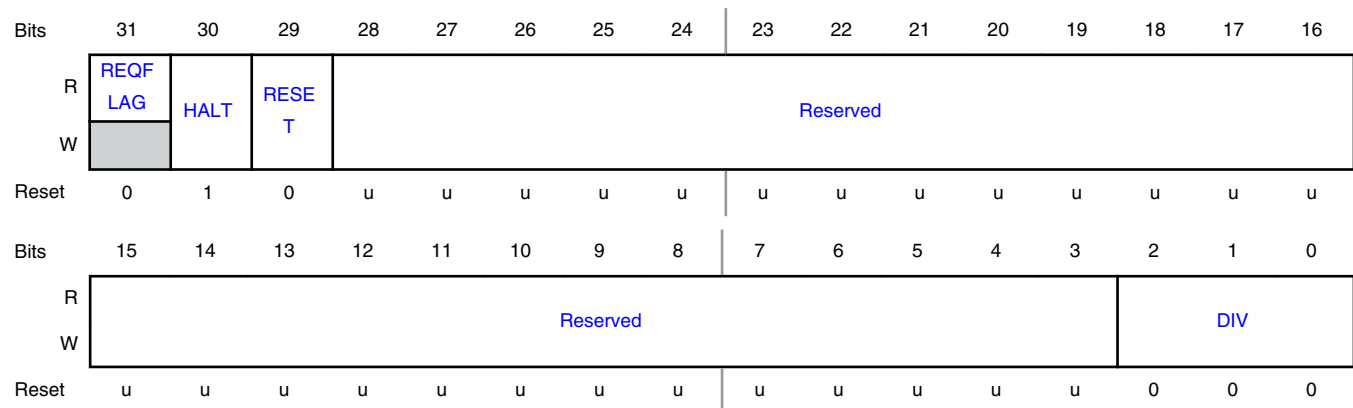 Bits 31 30 29 28 27 26 25 24 23 22 21 20 19 18 17 16
R REQF
LAG HALT RESE
T Reserved
W
Reset 0 1 0 u u u u u u u u u u u u u
Bits 15 14 13 12 11 10 9 8 7 6 5 4 3 2 1 0
R
Reserved DIV
W
Reset u u u u u u u u u u u u u 0 0 0